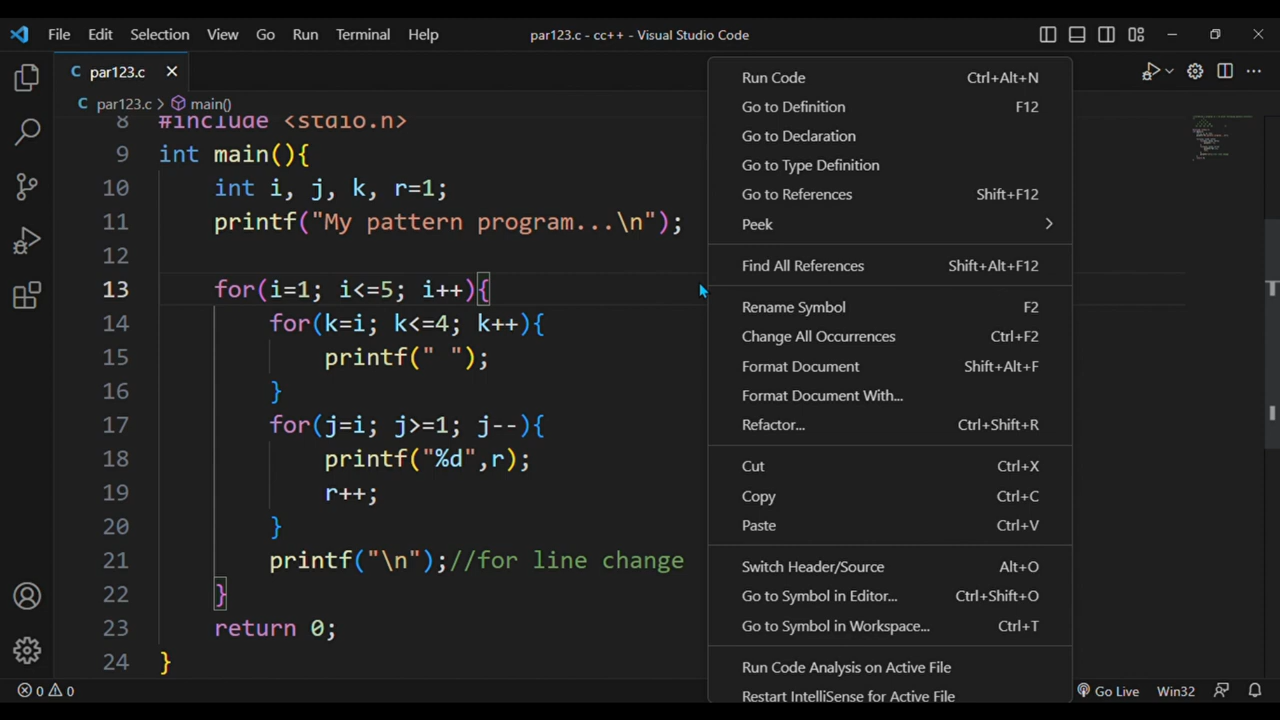 File Edit Selection View Go Run Terminal Help par123.c - cc++ - Visual Studio Code
C par123.c
C par123.c > main()
8 #include <stdio.h>
9 int main(){
10 int i, j, k, r=1;
11 printf("My pattern program...\n");
12
13 for(i=1; i<=5; i++){
14 for(k=i; k<=4; k++){
15 printf(" ");
16 }
17 for(j=i; j>=1; j--){
18 printf("%d",r);
19 r++;
20 }
21 printf("\n");//for line change
22 }
23 return 0;
24 }
Run Code Ctrl+Alt+N
Go to Definition F12
Go to Declaration
Go to Type Definition
Go to References Shift+F12
Peek
Find All References Shift+Alt+F12
Rename Symbol F2
Change All Occurrences Ctrl+F2
Format Document Shift+Alt+F
Format Document With...
Refactor... Ctrl+Shift+R
Cut Ctrl+X
Copy Ctrl+C
Paste Ctrl+V
Switch Header/Source Alt+O
Go to Symbol in Editor... Ctrl+Shift+O
Go to Symbol in Workspace... Ctrl+T
Run Code Analysis on Active File
Restart IntelliSense for Active File
0 0 Go Live Win32